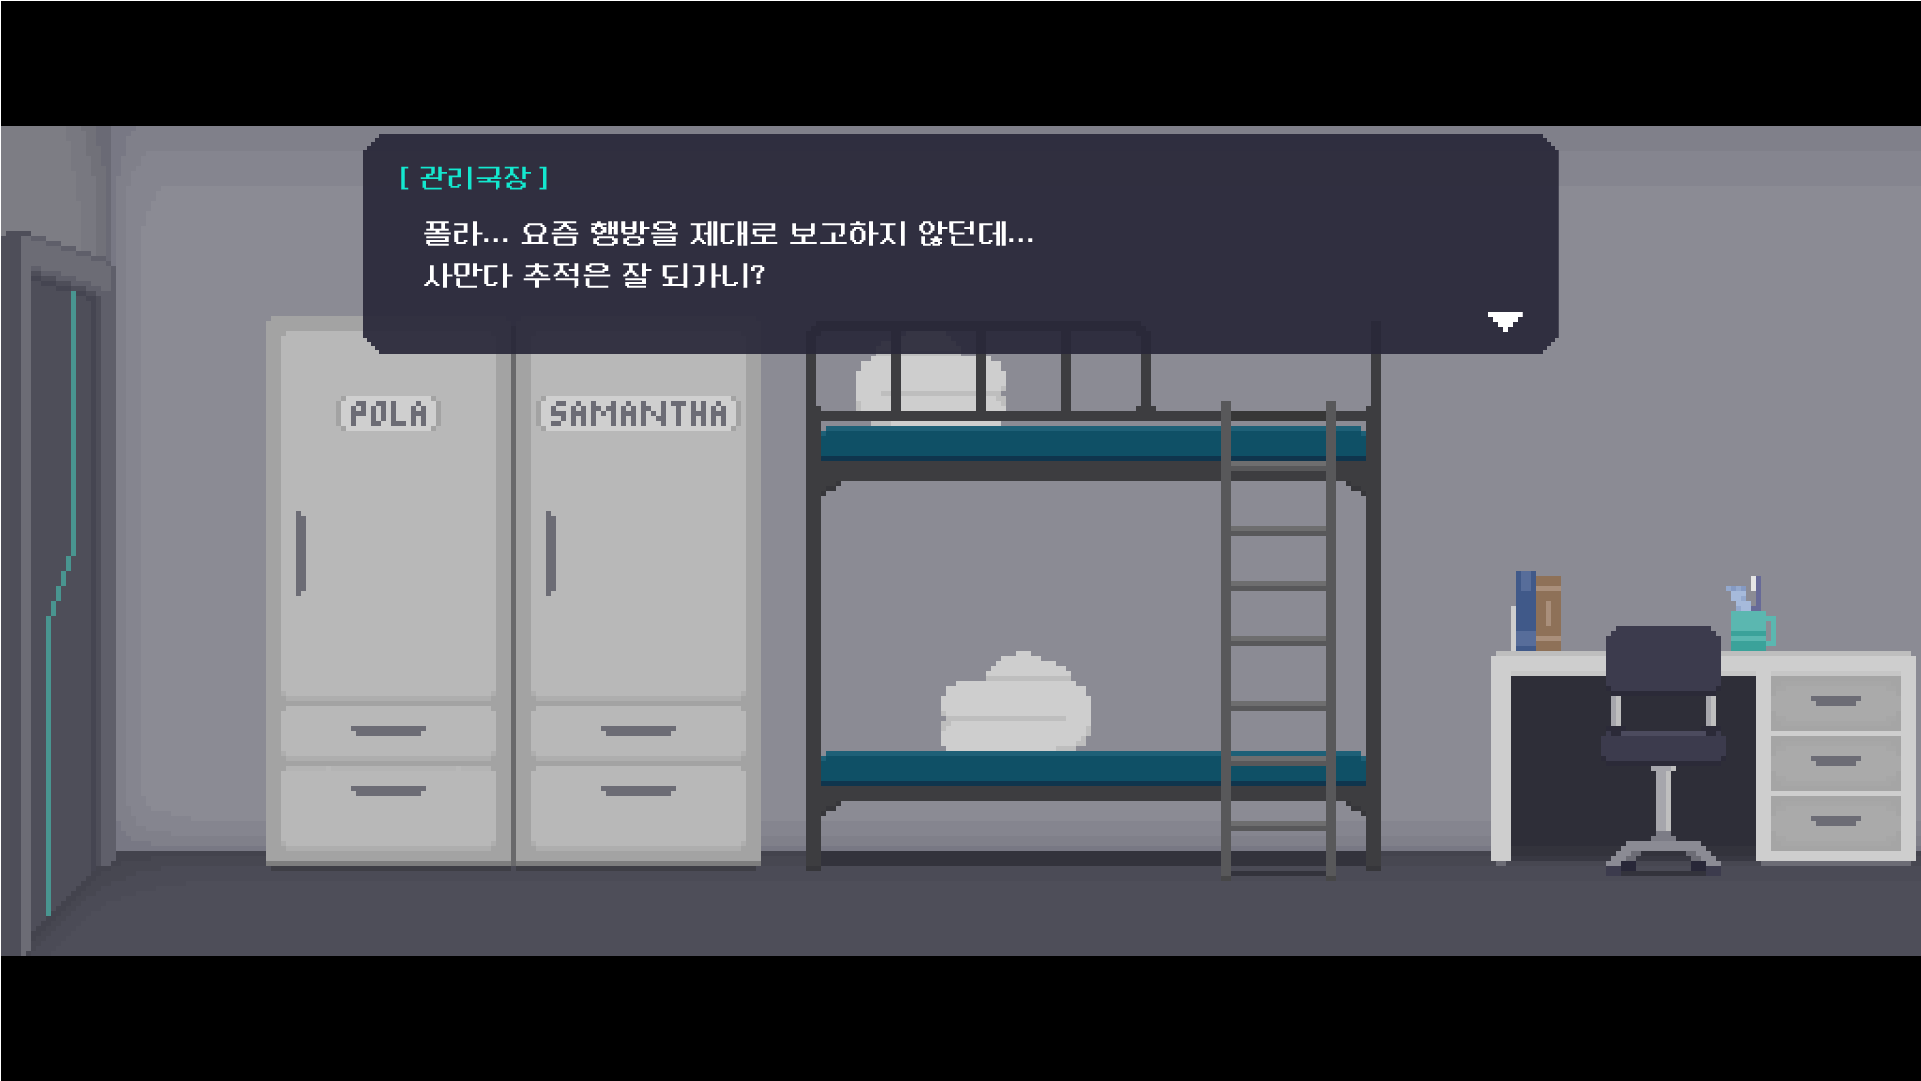 [ 관리국장 ]
폴라... 요즘 행방을 제대로 보고하지 않던데...
사만다 추적은 잘 되가니?
POLA
SAMANTHA